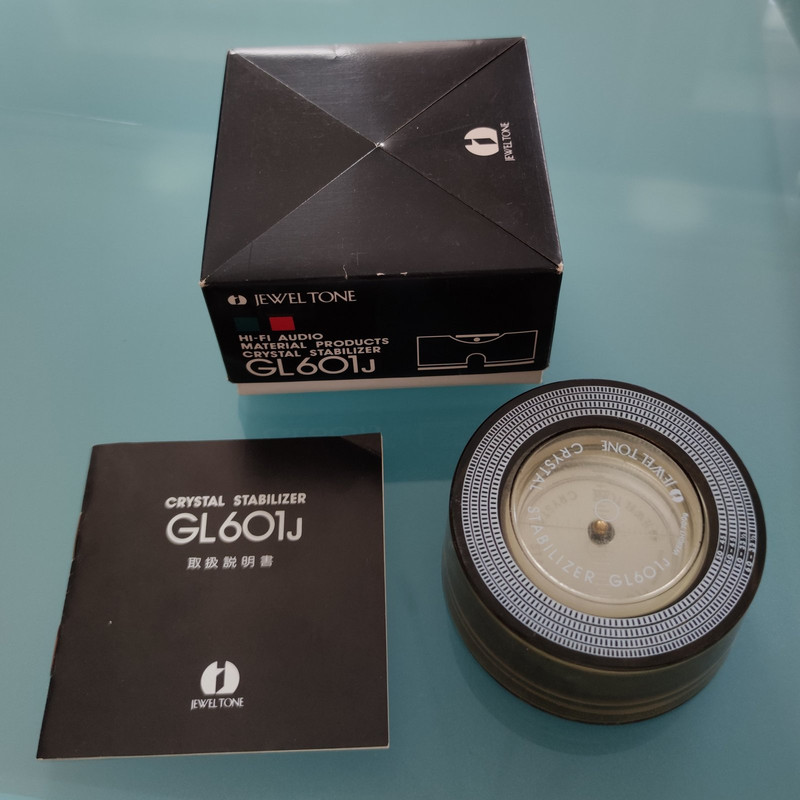 JEWEL TONE
JEWEL TONE
HI-FI AUDIO
MATERIAL PRODUCTS
CRYSTAL STABILIZER
GL601J
CRYSTAL STABILIZER
GL601J
取扱説明書
JEWEL TONE
JEWEL TONE
CRYSTAL STABILIZER GL601J